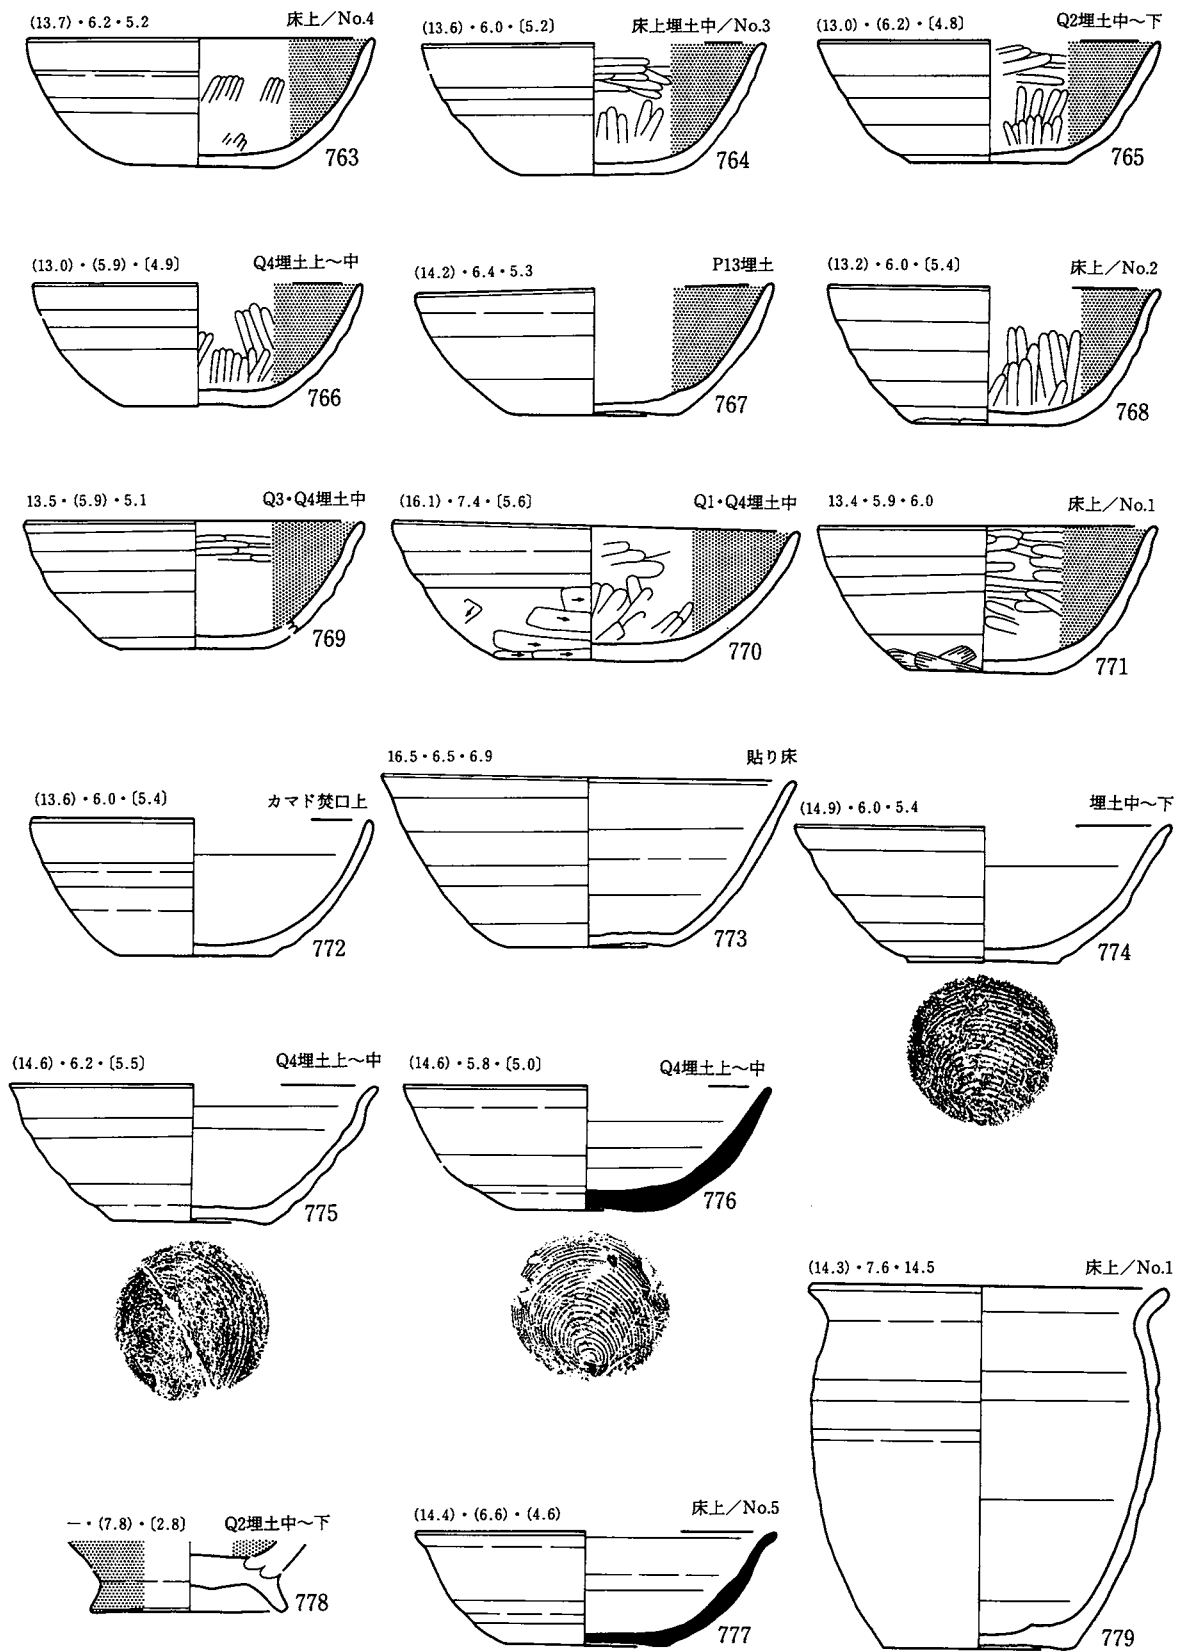 (13.7)・6.2・5.2 床上／No.4
763
(13.6)・6.0・〔5.2〕 床上埋土中／No.3
764
(13.0)・(6.2)・〔4.8〕 Q2埋土中～下
765
(13.0)・(5.9)・〔4.9〕 Q4埋土上～中
766
(14.2)・6.4・5.3 P13埋土
767
(13.2)・6.0・〔5.4〕 床上／No.2
768
13.5・(5.9)・5.1 Q3・Q4埋土中
769
(16.1)・7.4・〔5.6〕 Q1・Q4埋土中
770
13.4・5.9・6.0 床上／No.1
771
(13.6)・6.0・〔5.4〕 カマド焚口上
772
16.5・6.5・6.9 貼り床
773
(14.9)・6.0・5.4 埋土中～下
774
(14.6)・6.2・〔5.5〕 Q4埋土上～中
775
(14.6)・5.8・〔5.0〕 Q4埋土上～中
776
(14.3)・7.6・14.5 床上／No.1
779
―・(7.8)・〔2.8〕 Q2埋土中～下
778
(14.4)・(6.6)・(4.6) 床上／No.5
777